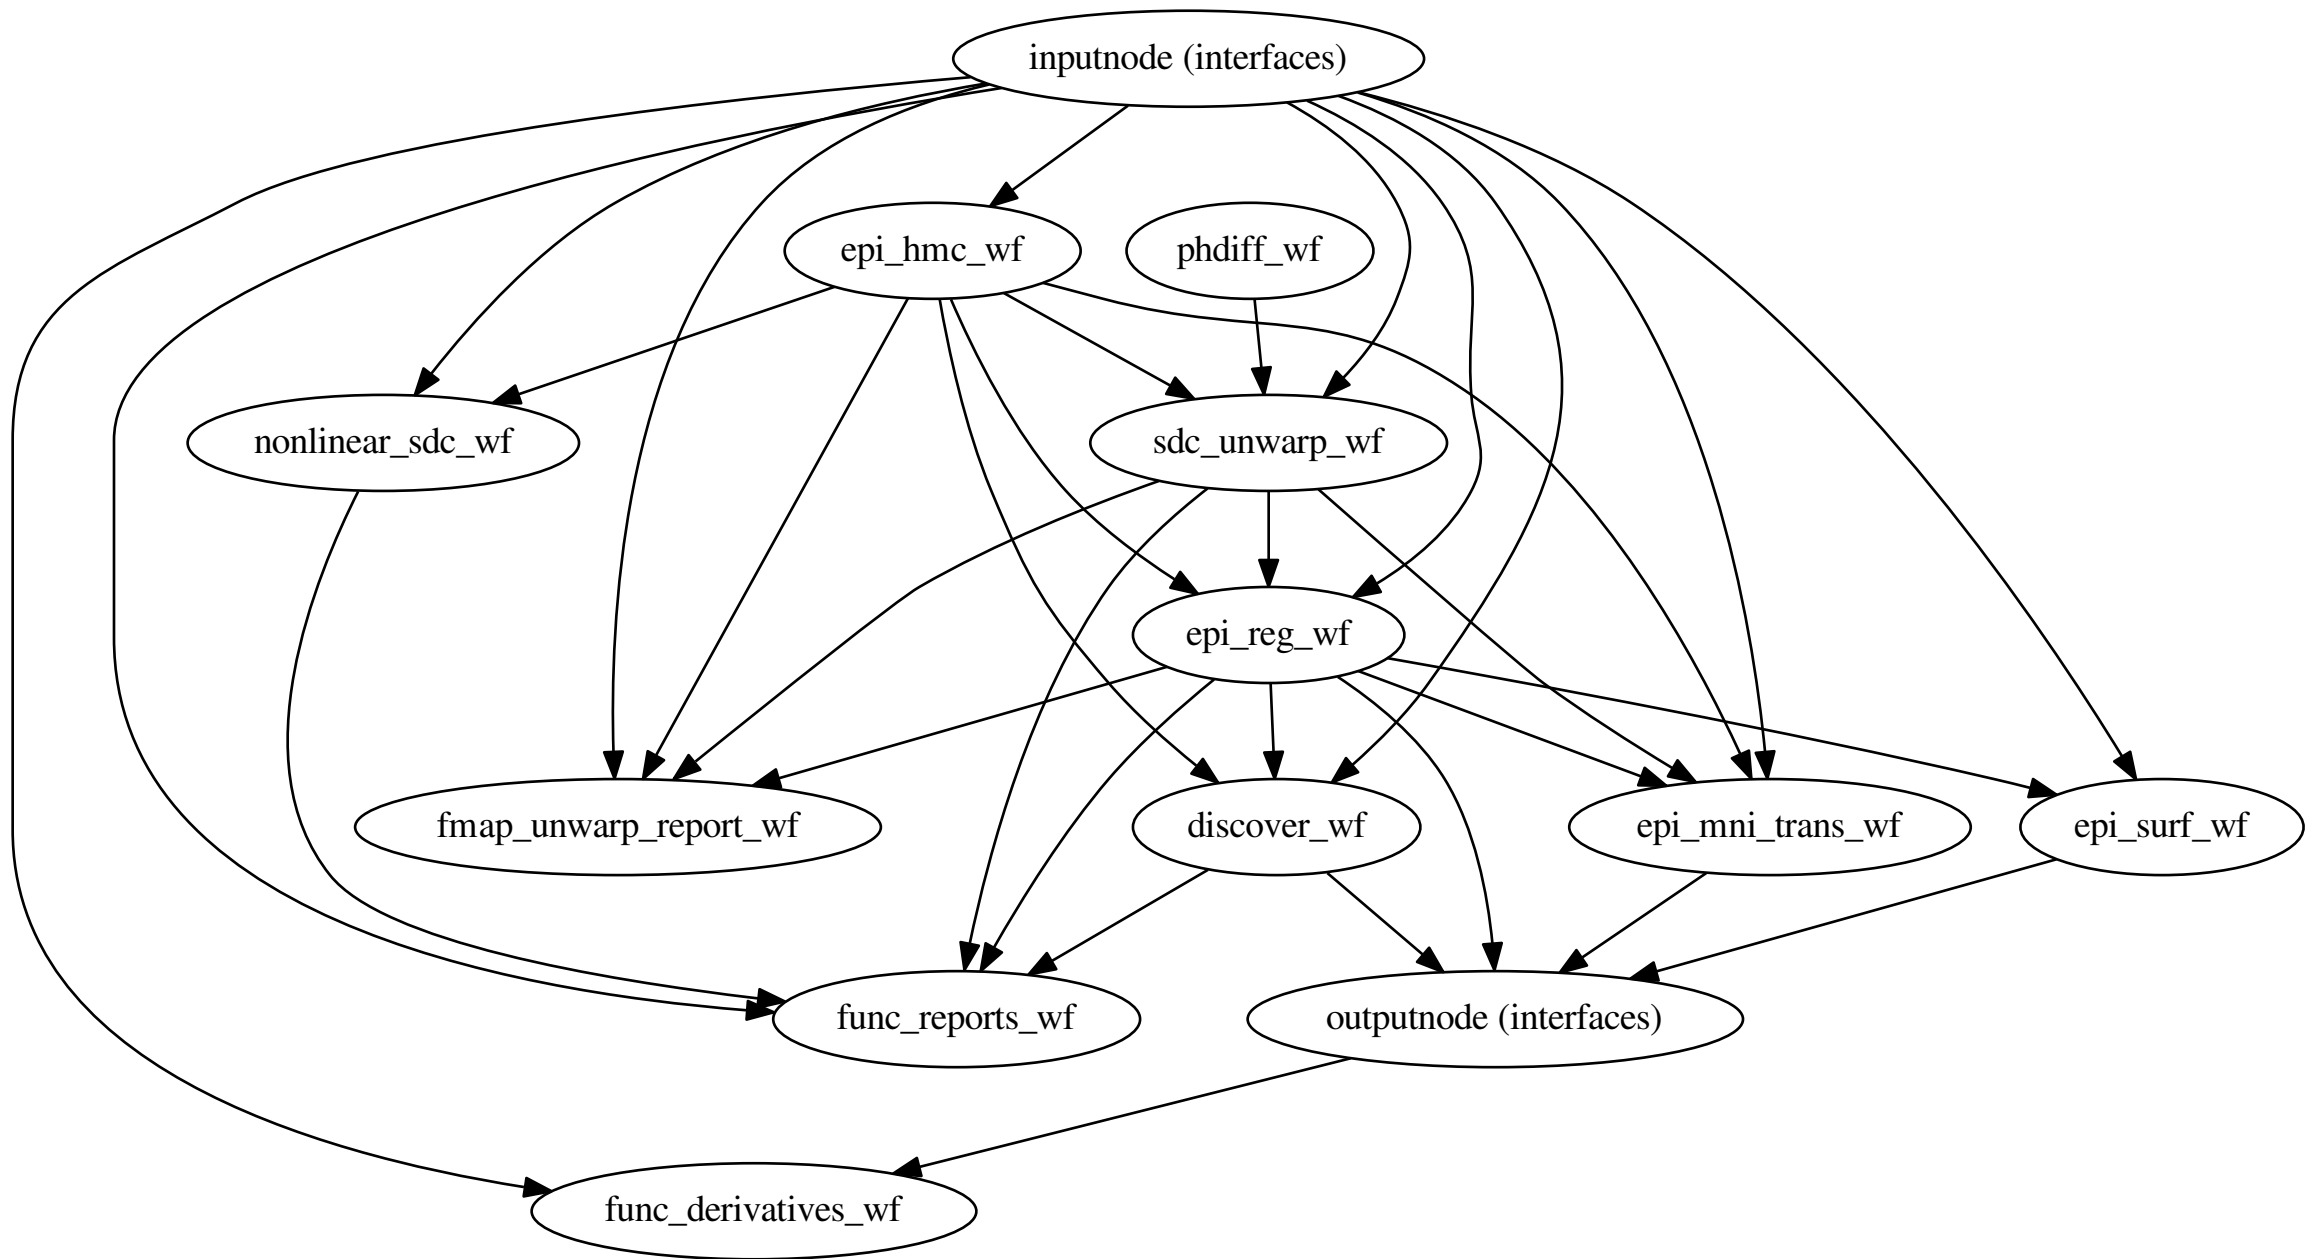 inputnode (interfaces)
epi_hmc_wf
phdiff_wf
nonlinear_sdc_wf
sdc_unwarp_wf
epi_reg_wf
fmap_unwarp_report_wf
discover_wf
epi_mni_trans_wf
epi_surf_wf
func_reports_wf
outputnode (interfaces)
func_derivatives_wf